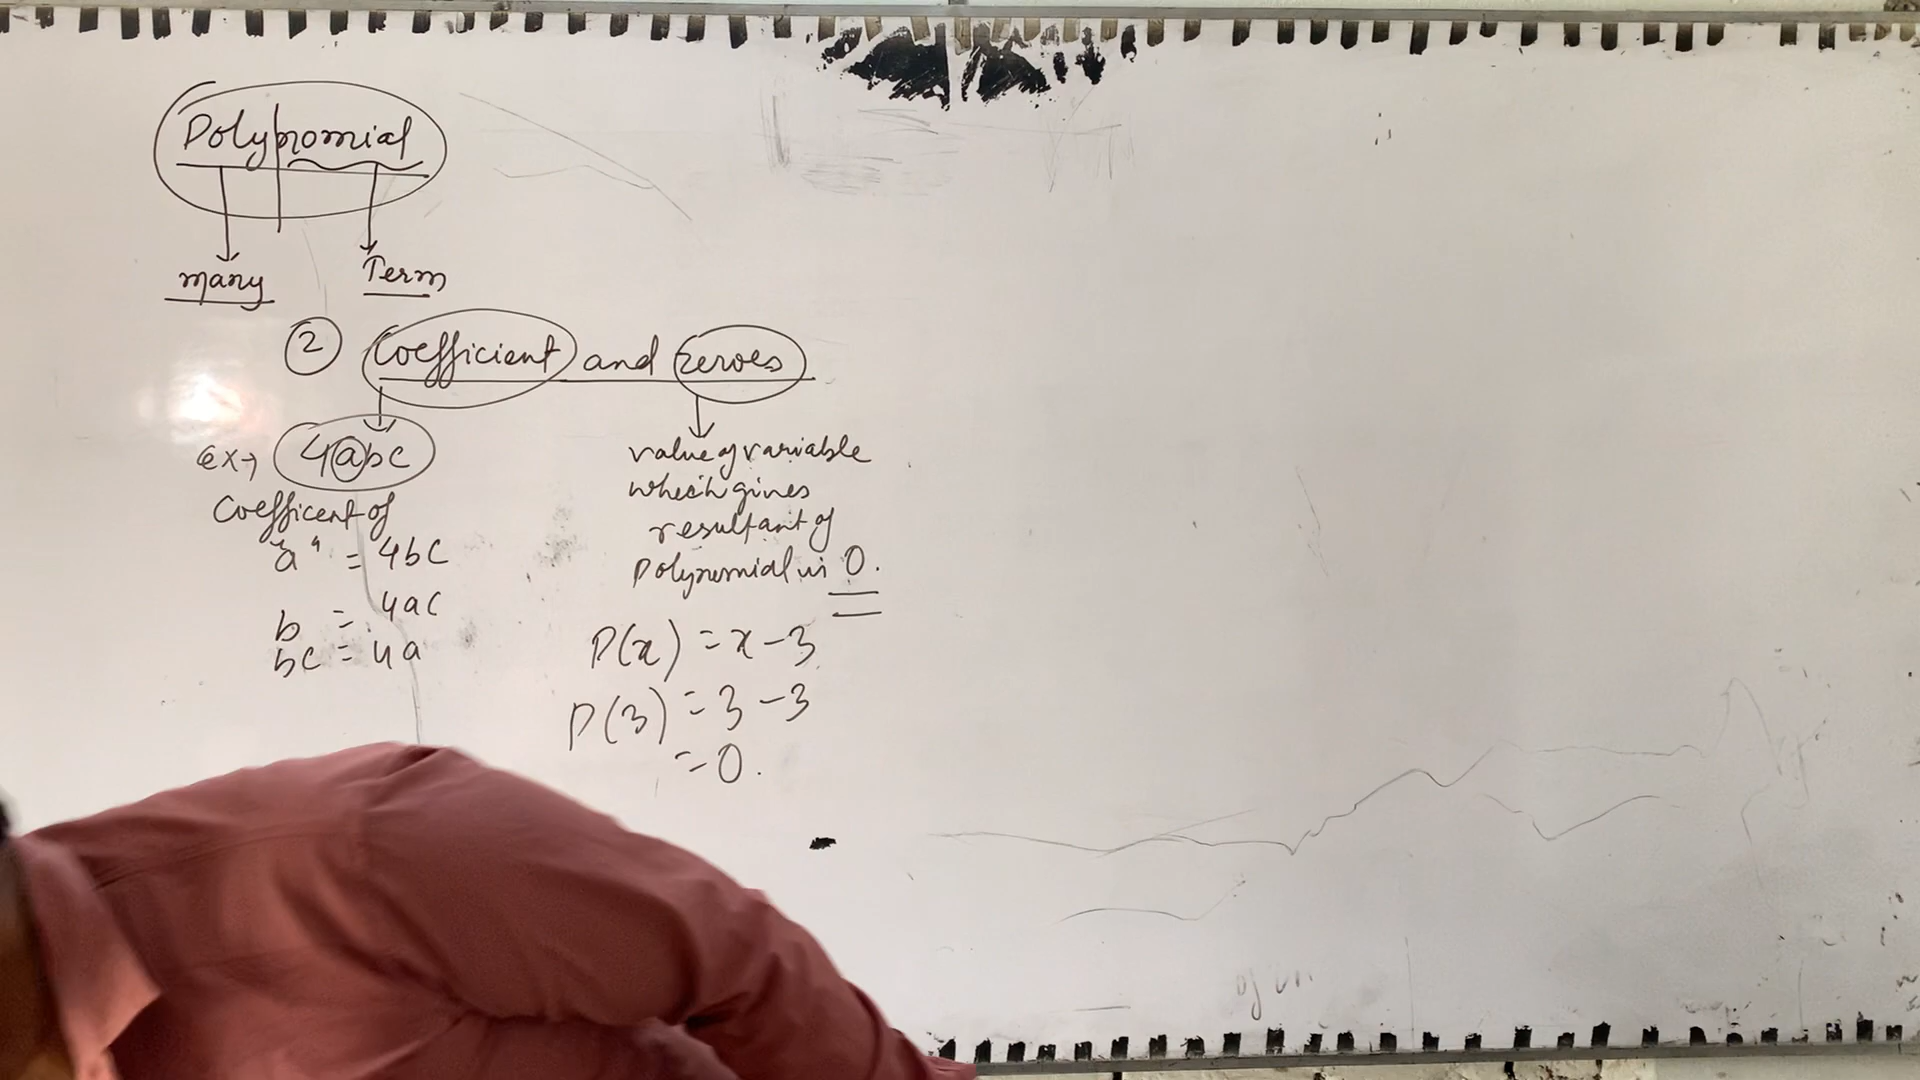 Polynomial
many Term
② Coefficient and zeroes
ex→ 4abc
Coefficent of
"a" = 4bc
b = 4ac
bc = 4a
value of variable
which gives
resultant of
polynomial is 0.
P(x) = x-3
P(3) = 3-3
= 0.